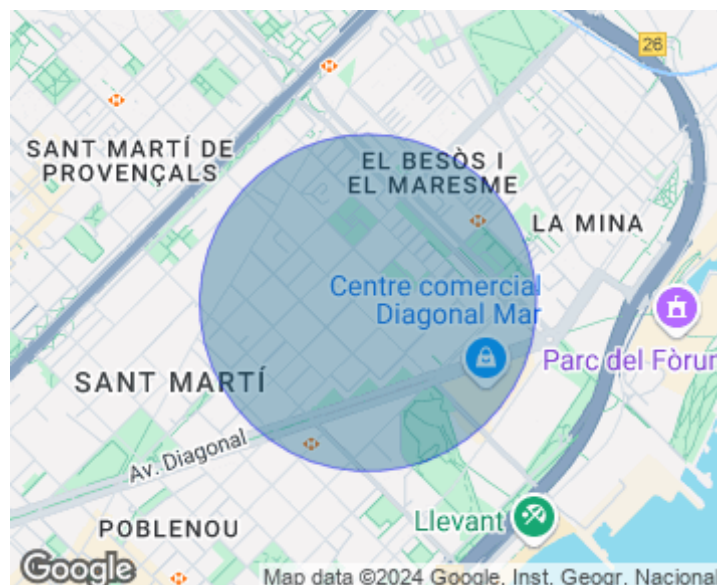 26
SANT MARTÍ DE
PROVENÇALS
EL BESÒS I
EL MARESME
LA MINA
Centre comercial
Diagonal Mar
Parc del Fòrum
SANT MARTÍ
Av. Diagonal
Llevant
POBLENOU
Google
Map data ©2024 Google, Inst. Geogr. Nacional